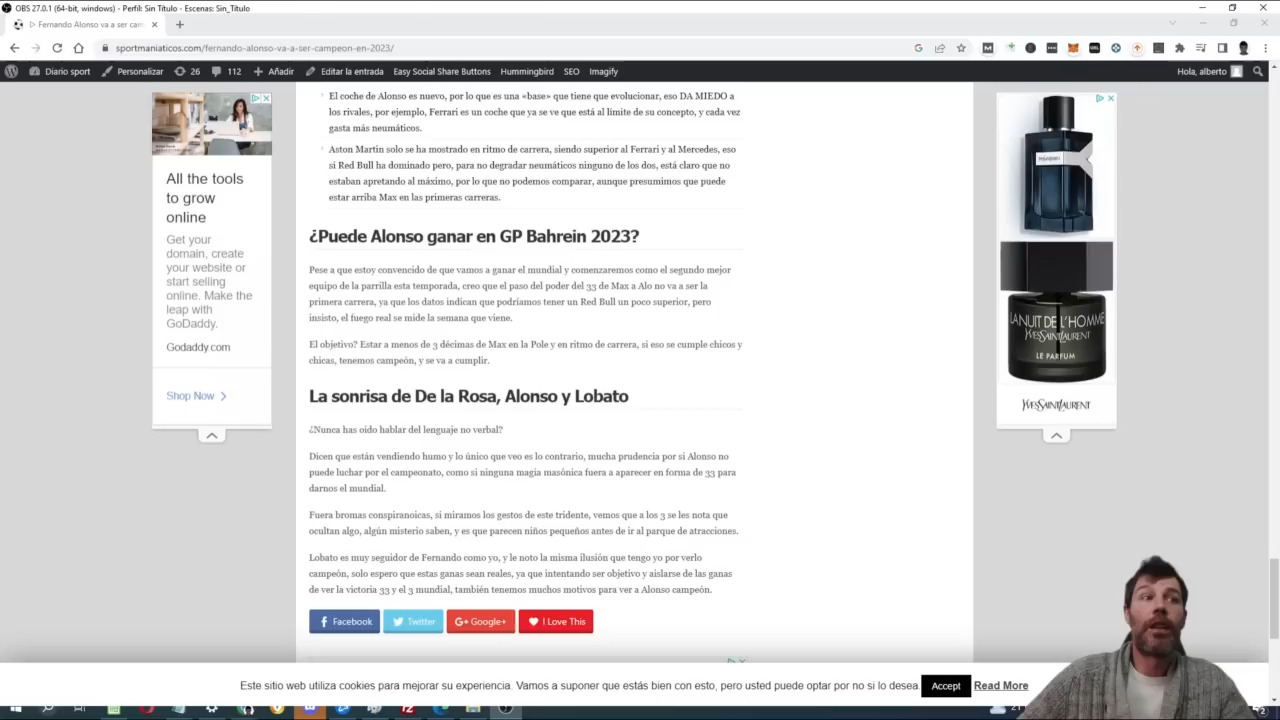 OBS 27.0.1 (64-bit, windows) - Perfil: Sin Título - Escenas: Sin_Título
Fernando Alonso va a ser cam
sportmaniaticos.com/fernando-alonso-va-a-ser-campeon-en-2023/
Diario sport Personalizar 26 112 Añadir Editar la entrada Easy Social Share Buttons Hummingbird SEO Imagify Hola, alberto
El coche de Alonso es nuevo, por lo que es una «base» que tiene que evolucionar, eso DA MIEDO a
los rivales, por ejemplo, Ferrari es un coche que ya se ve que está al límite de su concepto, y cada vez
gasta más neumáticos.
Aston Martin solo se ha mostrado en ritmo de carrera, siendo superior al Ferrari y al Mercedes, eso
si Red Bull ha dominado pero, para no degradar neumáticos ninguno de los dos, está claro que no
estaban apretando al máximo, por lo que no podemos comparar, aunque presumimos que puede
estar arriba Max en las primeras carreras.
¿Puede Alonso ganar en GP Bahrein 2023?
Pese a que estoy convencido de que vamos a ganar el mundial y comenzaremos como el segundo mejor
equipo de la parrilla esta temporada, creo que el paso del poder del 33 de Max a Alo no va a ser la
primera carrera, ya que los datos indican que podríamos tener un Red Bull un poco superior, pero
insisto, el fuego real se mide la semana que viene.
El objetivo? Estar a menos de 3 décimas de Max en la Pole y en ritmo de carrera, si eso se cumple chicos y
chicas, tenemos campeón, y se va a cumplir.
La sonrisa de De la Rosa, Alonso y Lobato
¿Nunca has oído hablar del lenguaje no verbal?
Dicen que están vendiendo humo y lo único que veo es lo contrario, mucha prudencia por si Alonso no
puede luchar por el campeonato, como si ninguna magia masónica fuera a aparecer en forma de 33 para
darnos el mundial.
Fuera bromas conspiranoicas, si miramos los gestos de este tridente, vemos que a los 3 se les nota que
ocultan algo, algún misterio saben, y es que parecen niños pequeños antes de ir al parque de atracciones.
Lobato es muy seguidor de Fernando como yo, y le noto la misma ilusión que tengo yo por verlo
campeón, solo espero que estas ganas sean reales, ya que intentando ser objetivo y aislarse de las ganas
de ver la victoria 33 y el 3 mundial, también tenemos muchos motivos para ver a Alonso campeón.
Facebook Twitter G+ Google+ I Love This
All the tools
to grow
online
Get your
domain, create
your website or
start selling
online. Make the
leap with
GoDaddy.
Godaddy.com
Shop Now
LA NUIT DE L'HOMME
YVESSAINTLAURENT
LE PARFUM
YVESSAINTLAURENT
Este sitio web utiliza cookies para mejorar su experiencia. Vamos a suponer que estás bien con esto, pero usted puede optar por no si lo desea. Accept Read More